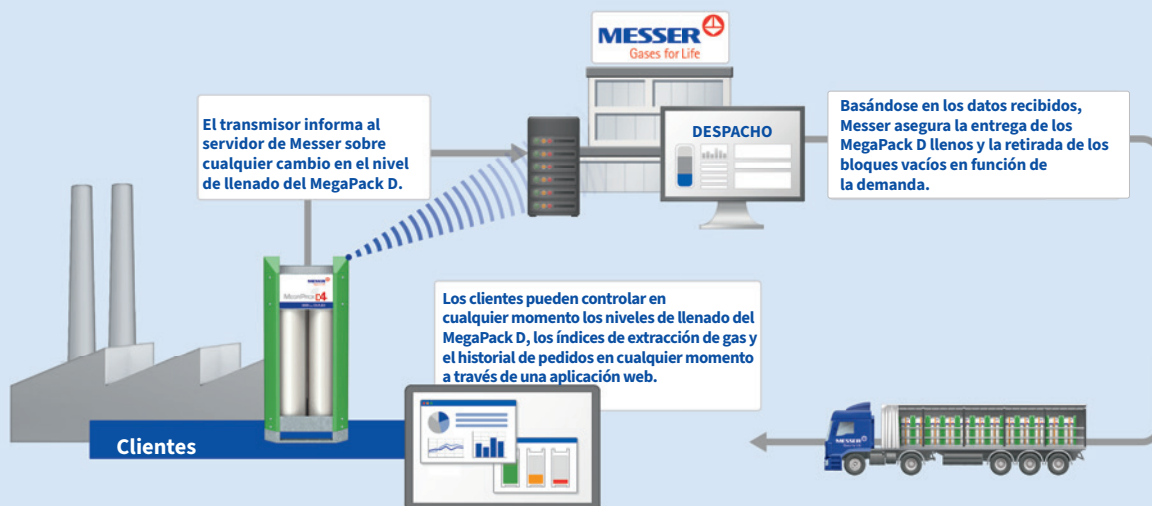 MESSER
Gases for Life
El transmisor informa al
servidor de Messer sobre
cualquier cambio en el nivel
de llenado del MegaPack D.
DESPACHO
Basándose en los datos recibidos,
Messer asegura la entrega de los
MegaPack D llenos y la retirada de los
bloques vacíos en función de
la demanda.
MESSER
D4
Los clientes pueden controlar en
cualquier momento los niveles de llenado del
MegaPack D, los índices de extracción de gas y
el historial de pedidos en cualquier momento
a través de una aplicación web.
Clientes
MESSER